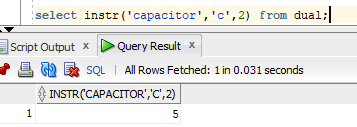 select instr('capacitor','c',2) from dual;
Script Output × Query Result ×
SQL | All Rows Fetched: 1 in 0.031 seconds
INSTR('CAPACITOR','C',2)
1 5